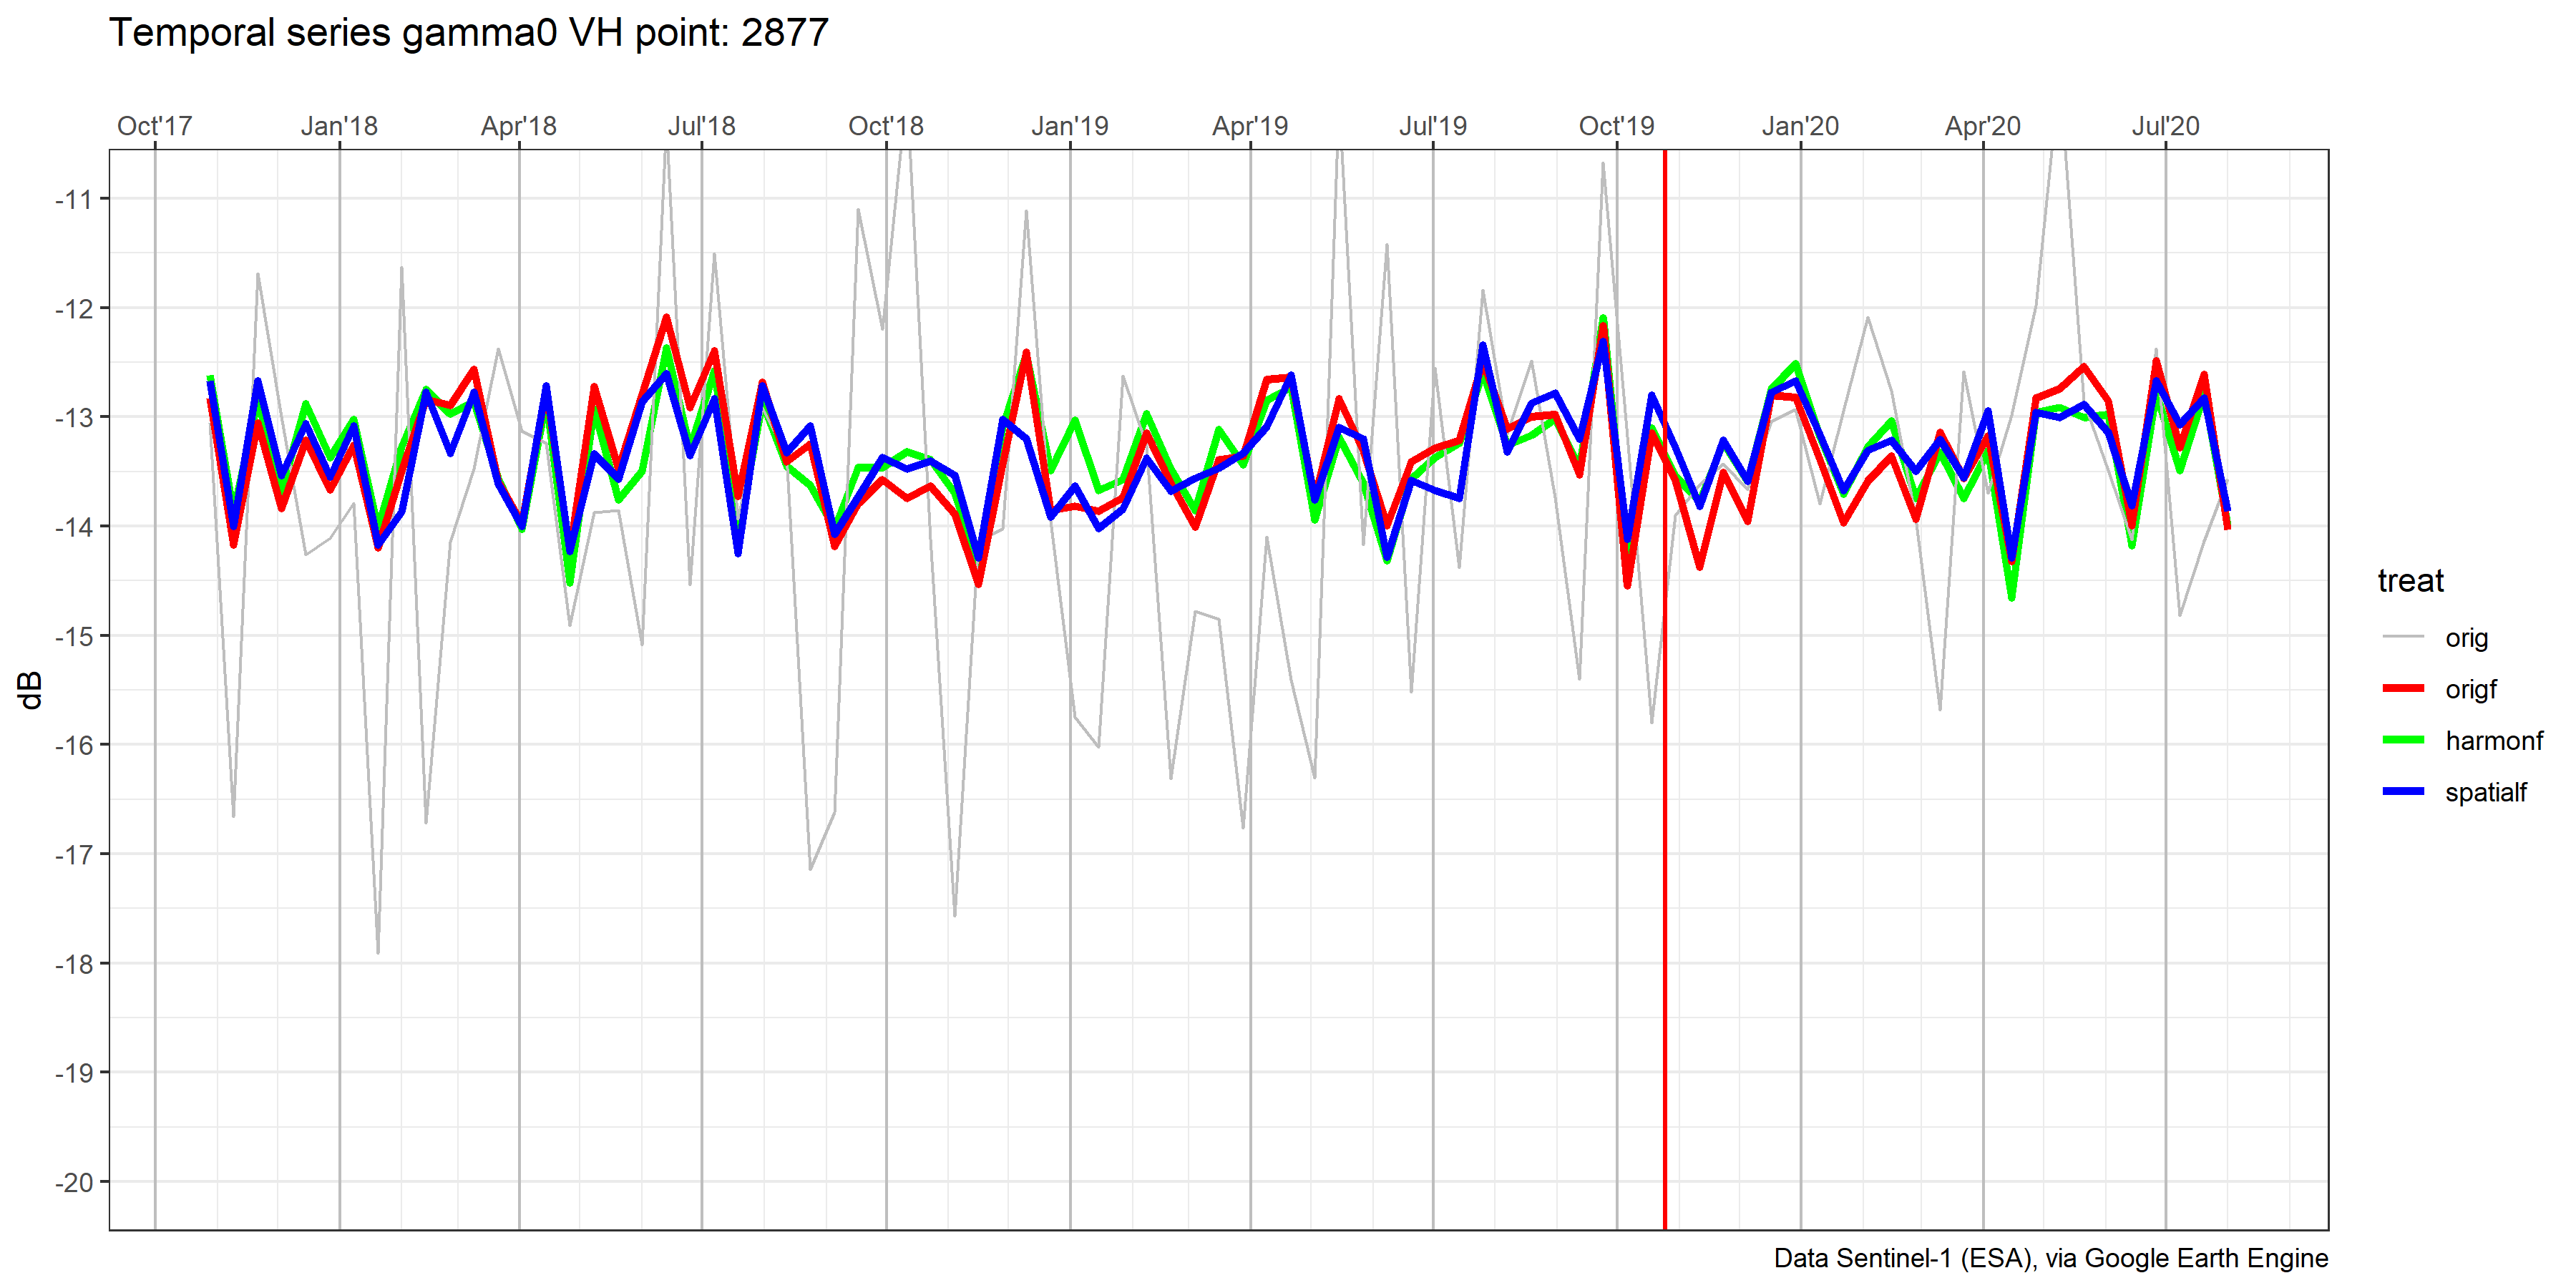 Temporal series gamma0 VH point: 2877
Oct'17 Jan'18 Apr'18 Jul'18 Oct'18 Jan'19 Apr'19 Jul'19 Oct'19 Jan'20 Apr'20 Jul'20
-11
-12
-13
-14
-15
-16
-17
-18
-19
-20
dB
treat
orig
origf
harmonf
spatialf
Data Sentinel-1 (ESA), via Google Earth Engine